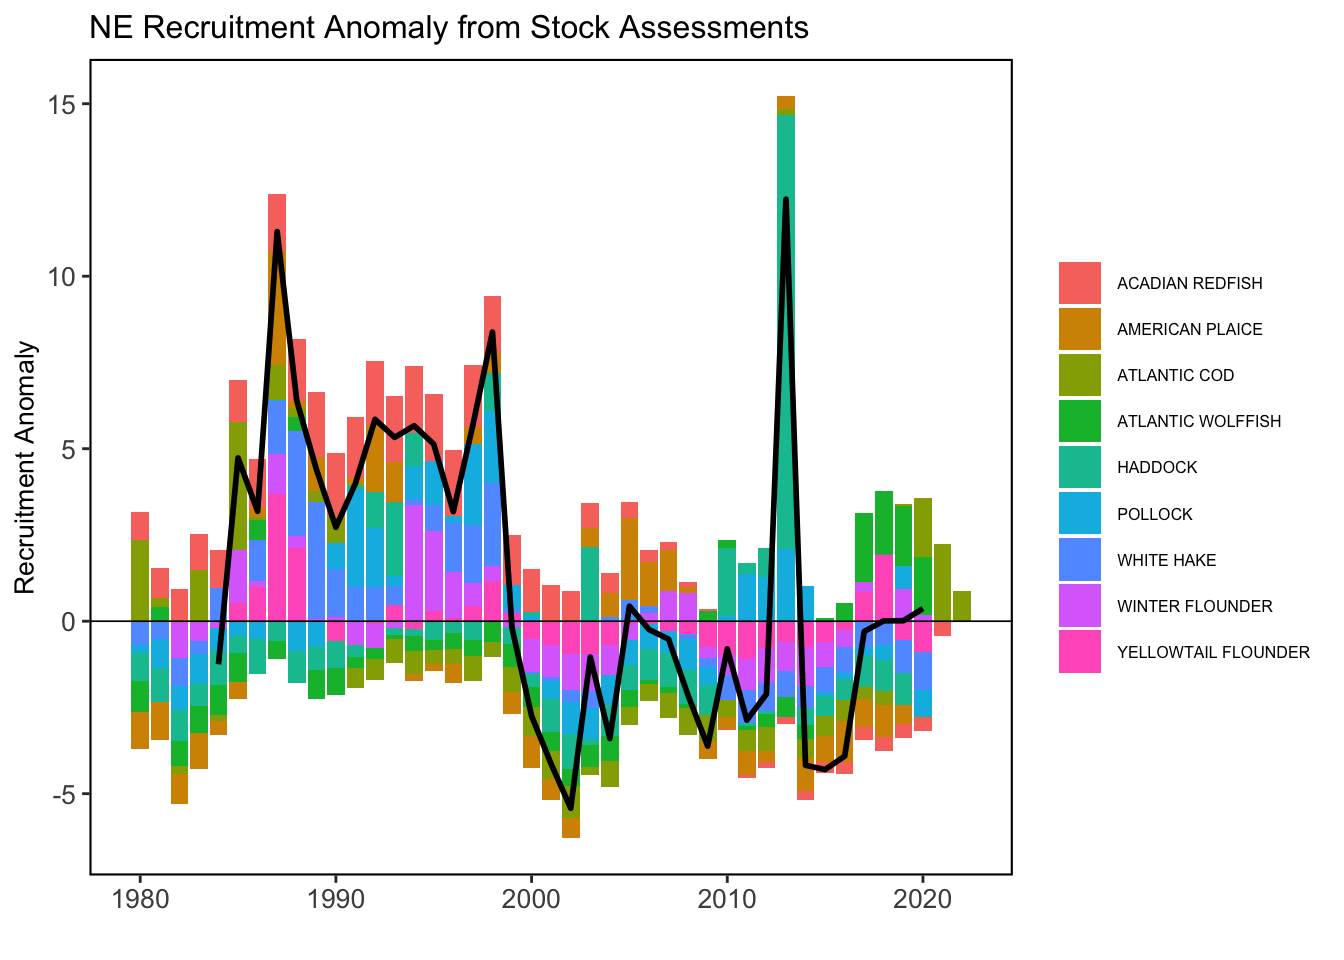 NE Recruitment Anomaly from Stock Assessments
Recruitment Anomaly
15
10
5
0
-5
1980
1990
2000
2010
2020
ACADIAN REDFISH
AMERICAN PLAICE
ATLANTIC COD
ATLANTIC WOLFFISH
HADDOCK
POLLOCK
WHITE HAKE
WINTER FLOUNDER
YELLOWTAIL FLOUNDER